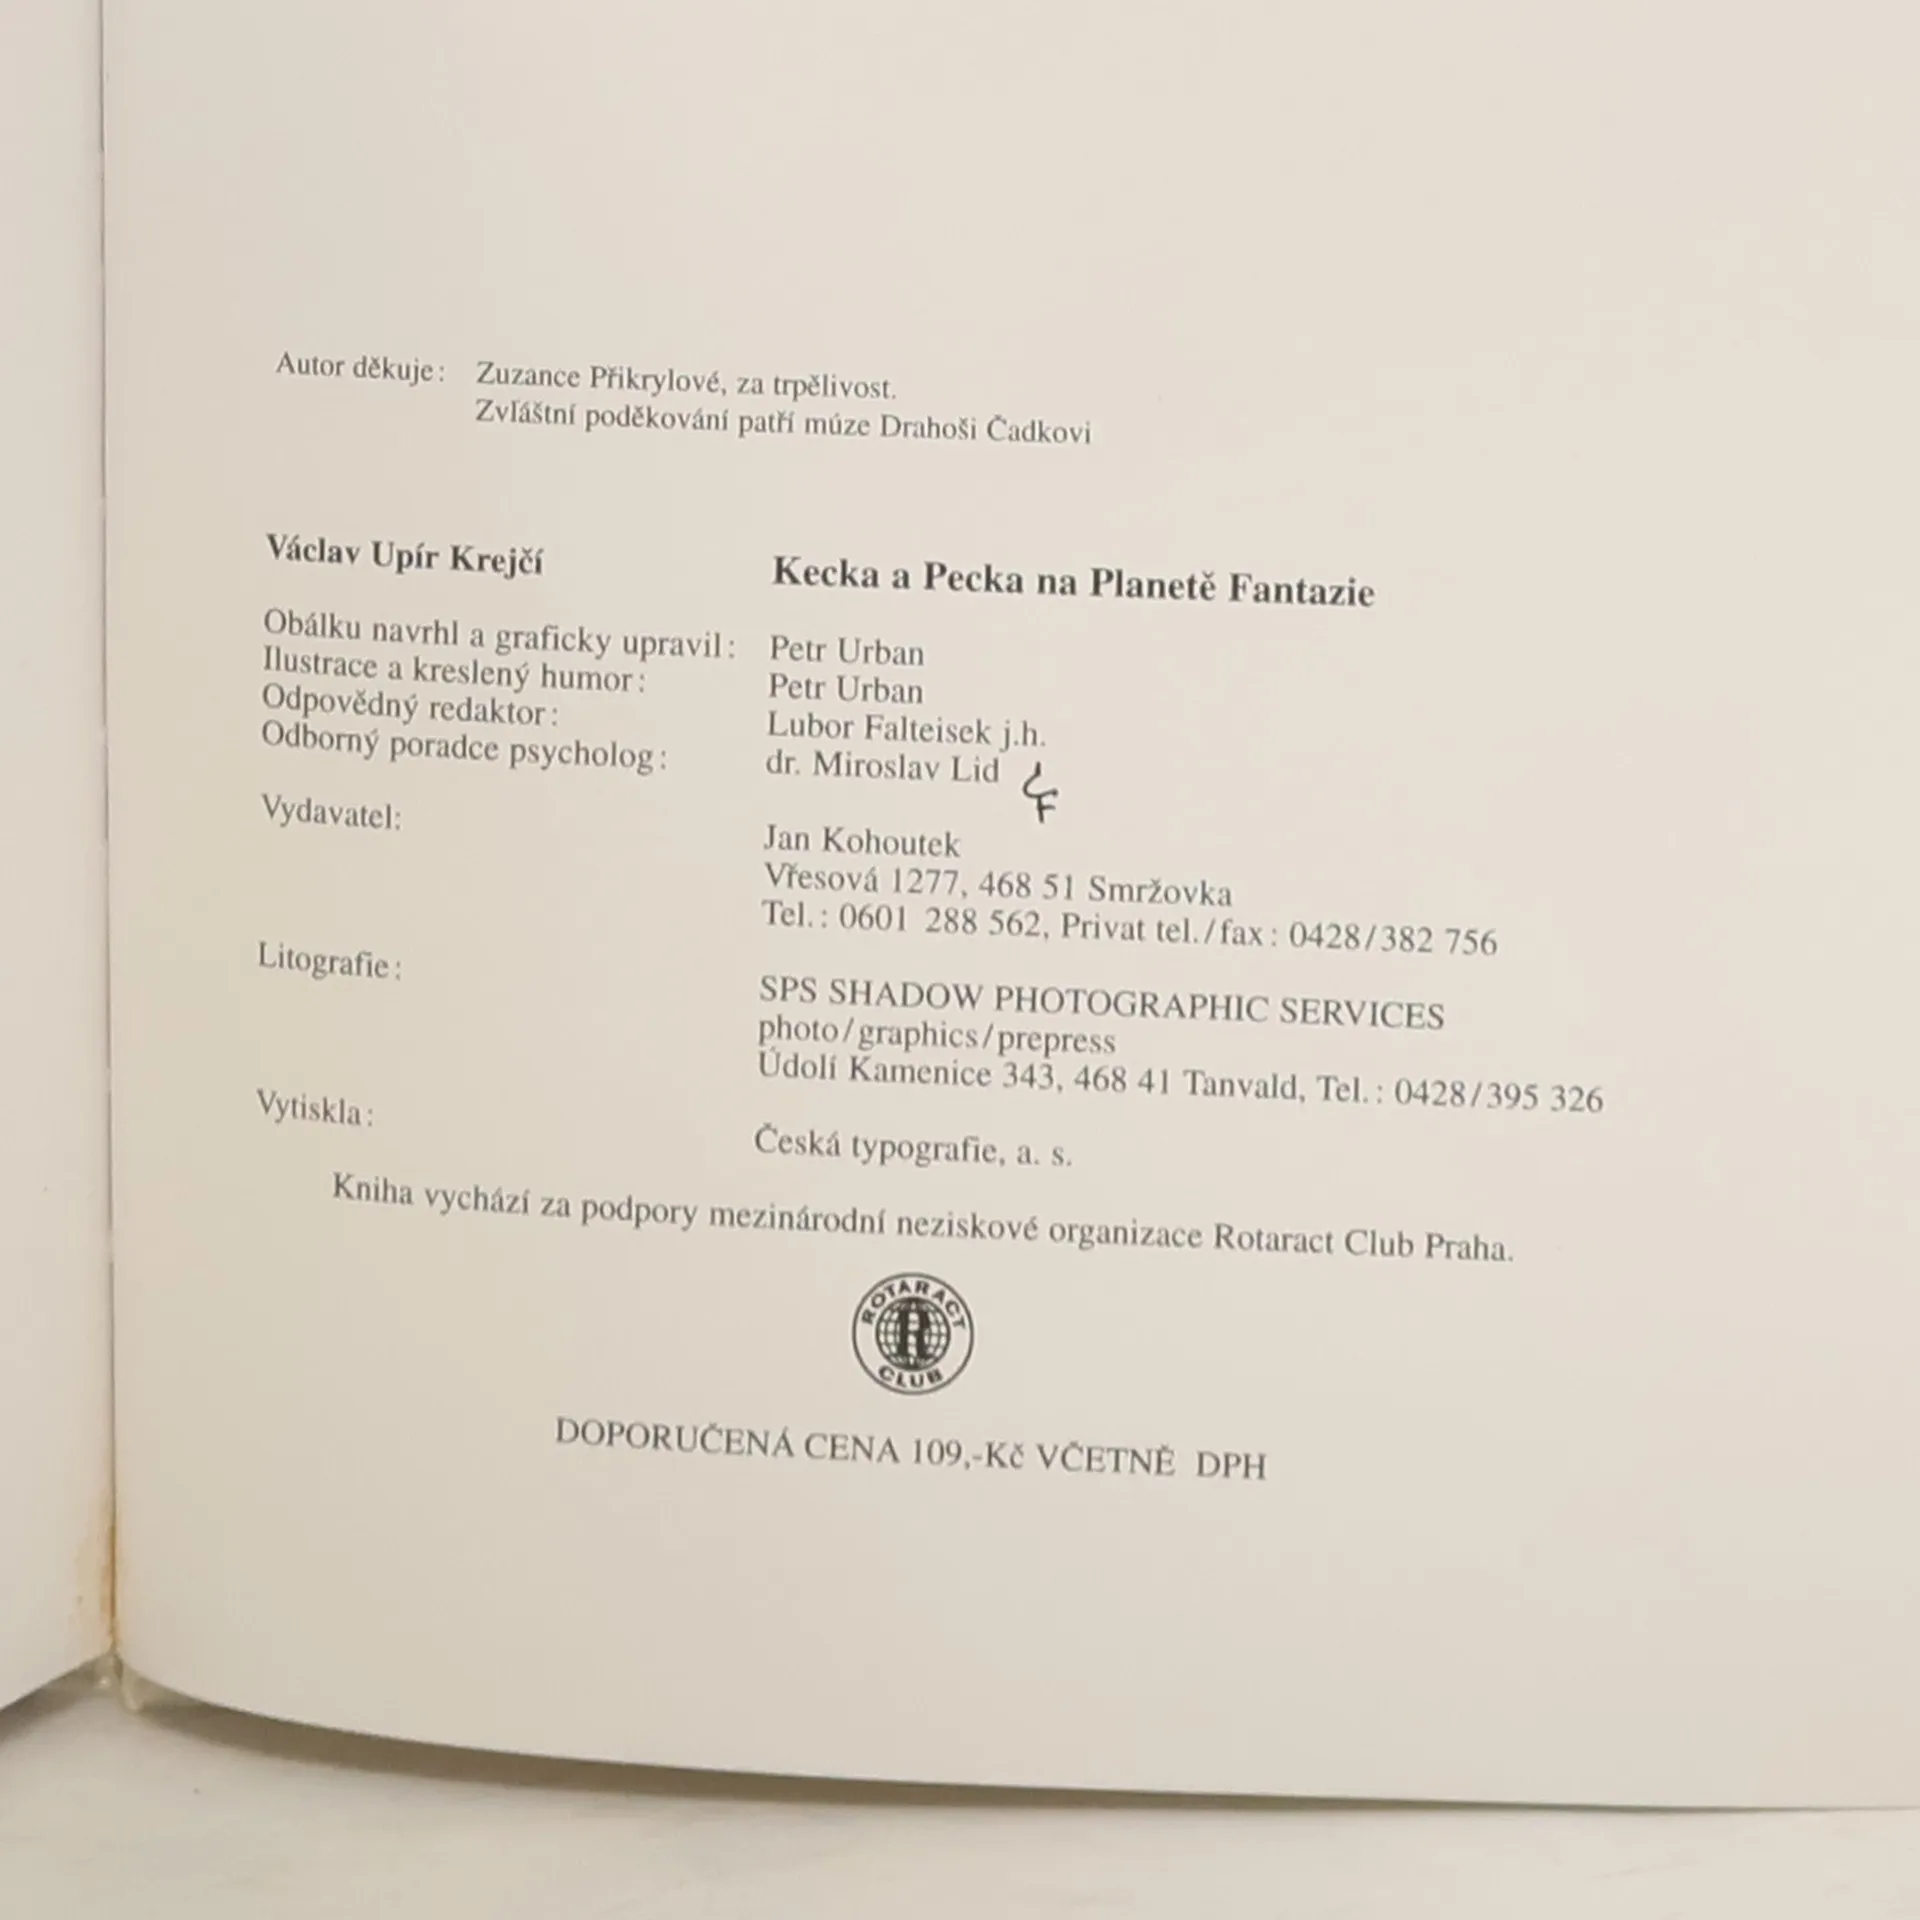 Autor děkuje: Zuzance Přikrylové, za trpělivost.
Zvláštní poděkování patří múze Drahoši Čadkovi
Václav Upír Krejčí Kecka a Pecka na Planetě Fantazie
Obálku navrhl a graficky upravil: Petr Urban
Ilustrace a kreslený humor: Petr Urban
Odpovědný redaktor: Lubor Falteisek j.h.
Odborný poradce psycholog: dr. Miroslav Lid
Vydavatel: Jan Kohoutek
Vřesová 1277, 468 51 Smržovka
Tel.: 0601 288 562, Privat tel./fax: 0428/382 756
Litografie: SPS SHADOW PHOTOGRAPHIC SERVICES
photo/graphics/prepress
Údolí Kamenice 343, 468 41 Tanvald, Tel.: 0428/395 326
Vytiskla: Česká typografie, a. s.
Kniha vychází za podpory mezinárodní neziskové organizace Rotaract Club Praha.
ROTARACT
R
CLUB
DOPORUČENÁ CENA 109,-Kč VČETNĚ DPH